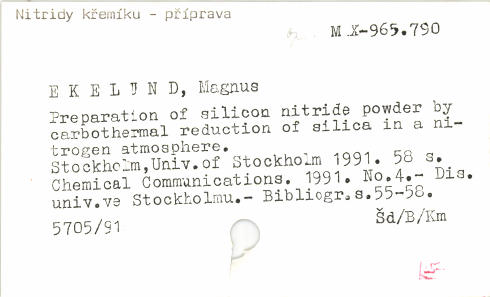 Nitridy křemíku - příprava
M X-965.790
E K E L U N D, Magnus
Preparation of silicon nitride powder by
carbothermal reduction of silica in a ni-
trogen atmosphere.
Stockholm,Univ.of Stockholm 1991. 58 s.
Chemical Communications. 1991. No.4.- Dis.
univ.ve Stockholmu.- Bibliogr.s.55-58.
5705/91
Šd/B/Km